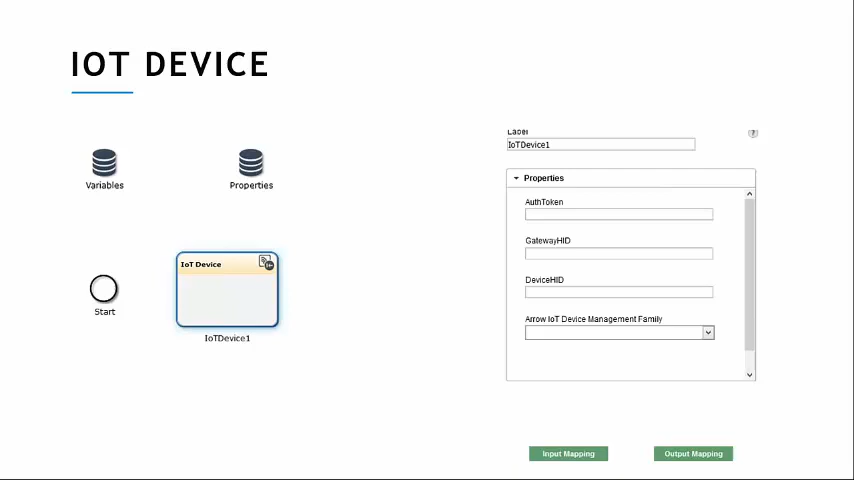 IOT DEVICE
Variables
Properties
Start
IoT Device
IoTDevice1
Label
?
IoTDevice1
Properties
AuthToken
GatewayHID
DeviceHID
Arrow IoT Device Management Family
Input Mapping
Output Mapping